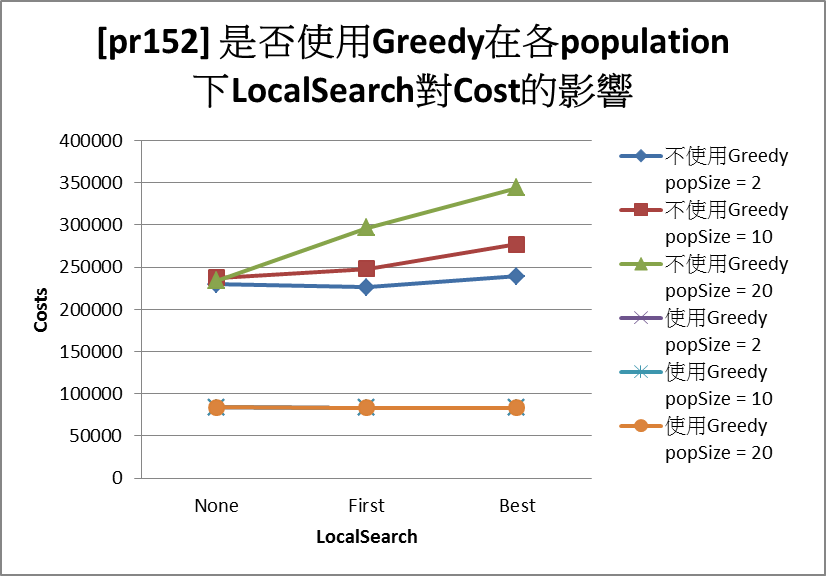 [pr152] 是否使用Greedy在各population
下LocalSearch對Cost的影響
400000
350000
300000
250000
200000
150000
100000
50000
0
Costs
None First Best
LocalSearch
不使用Greedy
popSize = 2
不使用Greedy
popSize = 10
不使用Greedy
popSize = 20
使用Greedy
popSize = 2
使用Greedy
popSize = 10
使用Greedy
popSize = 20